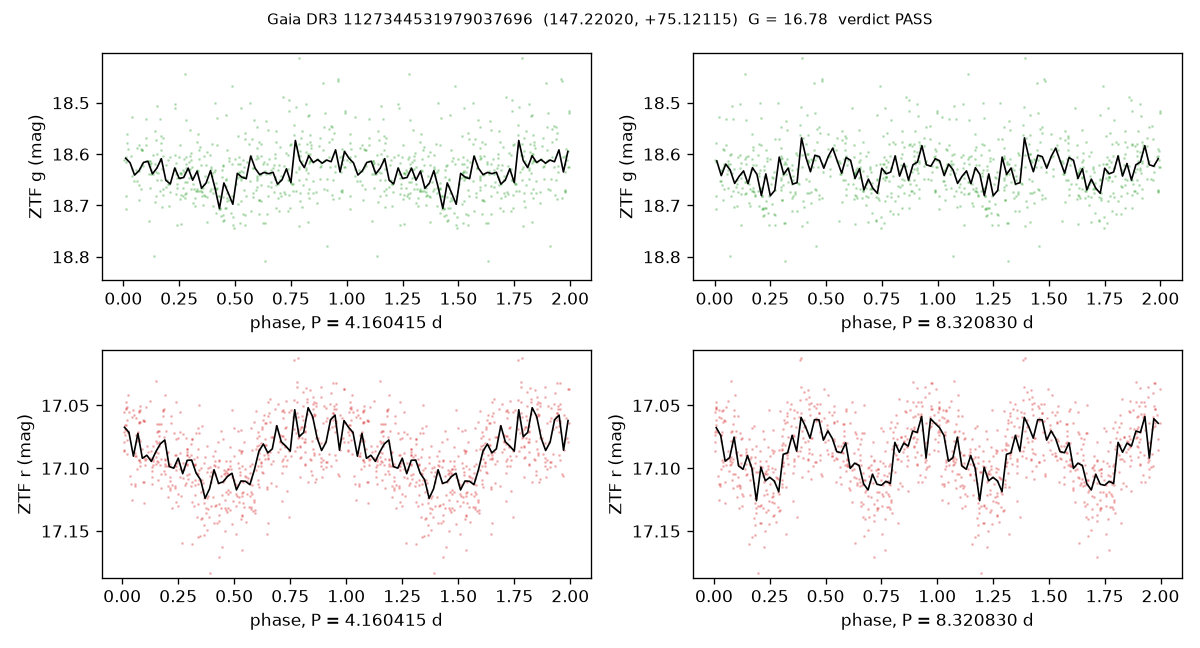 Gaia DR3 1127344531979037696  (147.22020, +75.12115)  G = 16.78  verdict PASS
ZTF g (mag)
18.5
18.6
18.7
18.8
0.00 0.25 0.50 0.75 1.00 1.25 1.50 1.75 2.00
phase, P = 4.160415 d
ZTF g (mag)
18.5
18.6
18.7
18.8
0.00 0.25 0.50 0.75 1.00 1.25 1.50 1.75 2.00
phase, P = 8.320830 d
ZTF r (mag)
17.05
17.10
17.15
0.00 0.25 0.50 0.75 1.00 1.25 1.50 1.75 2.00
phase, P = 4.160415 d
ZTF r (mag)
17.05
17.10
17.15
0.00 0.25 0.50 0.75 1.00 1.25 1.50 1.75 2.00
phase, P = 8.320830 d